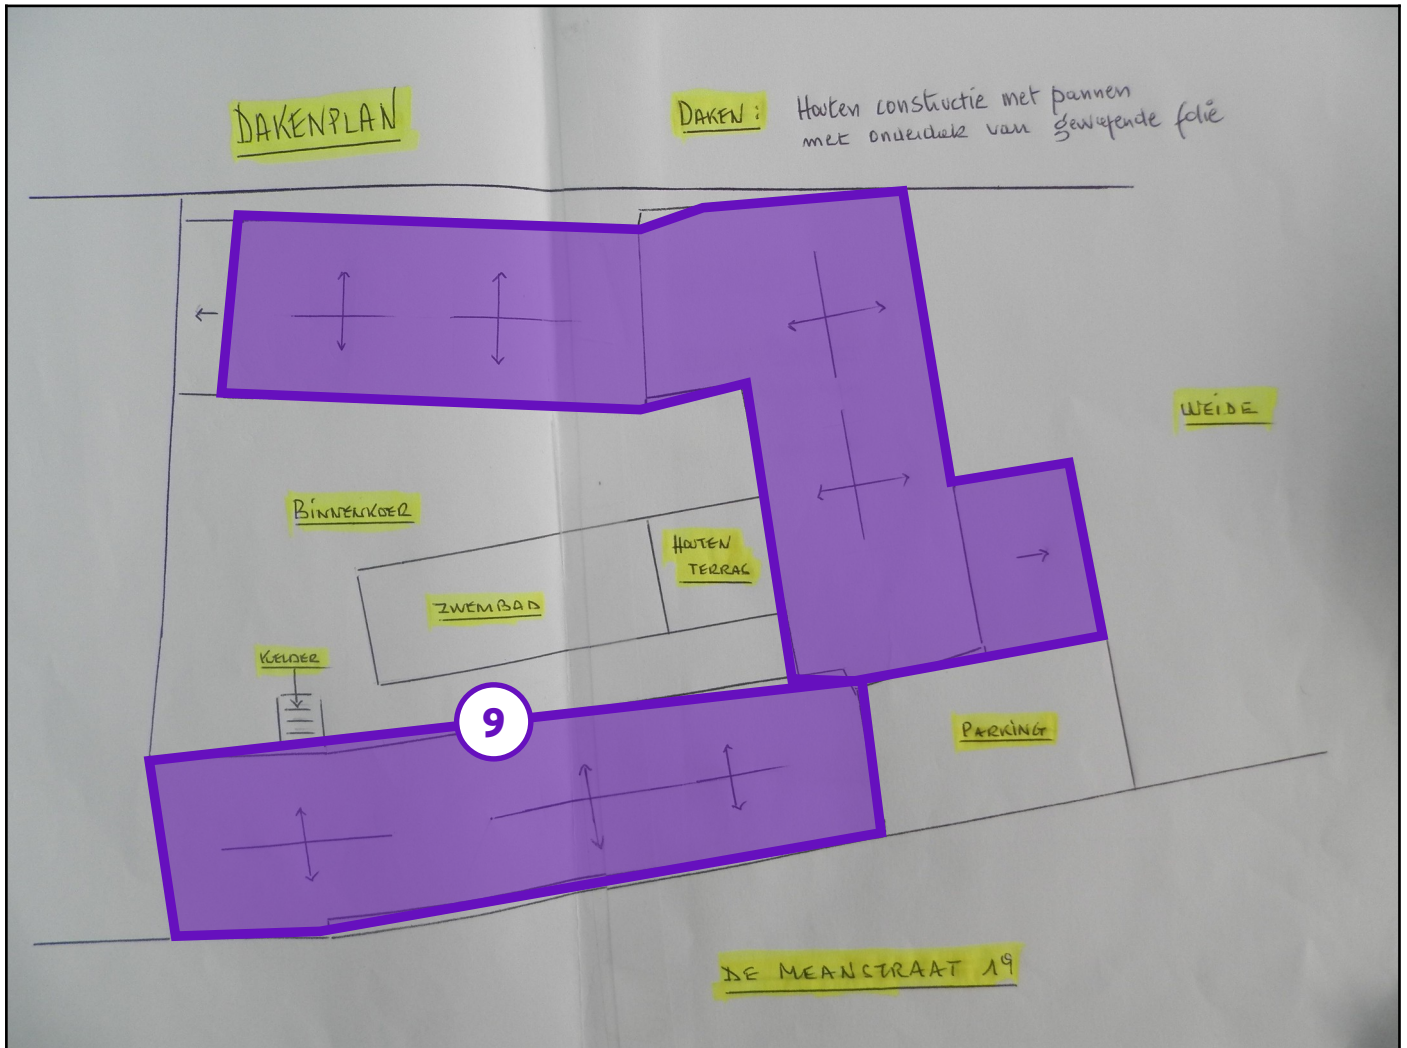 DAKENPLAN
DAKEN: Houten constructie met pannen
met onderdak van gewafende folie
WEIDE
BINNENKOER
HOUTEN
TERRAS
ZWEMBAD
KELDER
9
PARKING
DE MEANSTRAAT 19